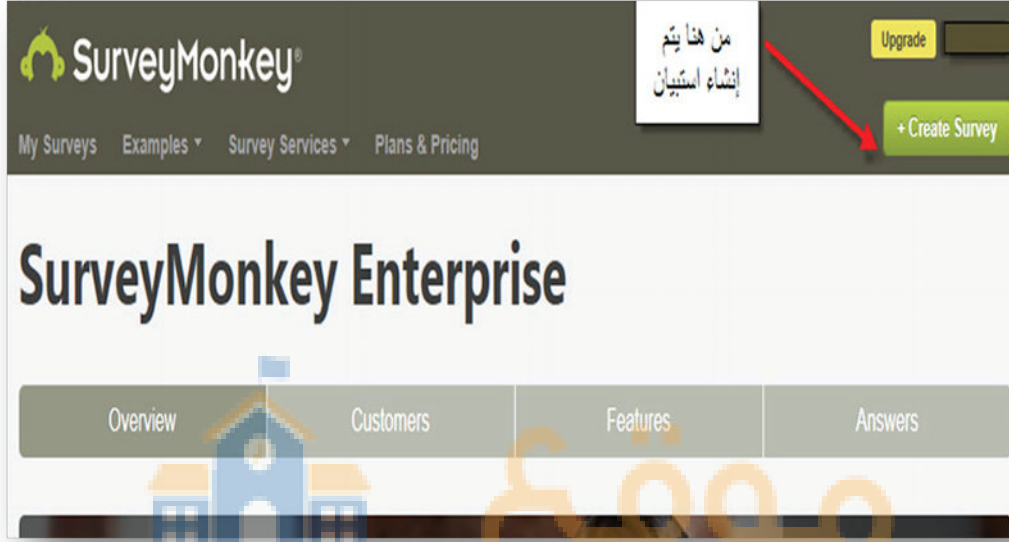 SurveyMonkey®
من هنا يتم
إنشاء استبيان
Upgrade
+ Create Survey
My Surveys Examples Survey Services Plans & Pricing
SurveyMonkey Enterprise
Overview Customers Features Answers
موقع